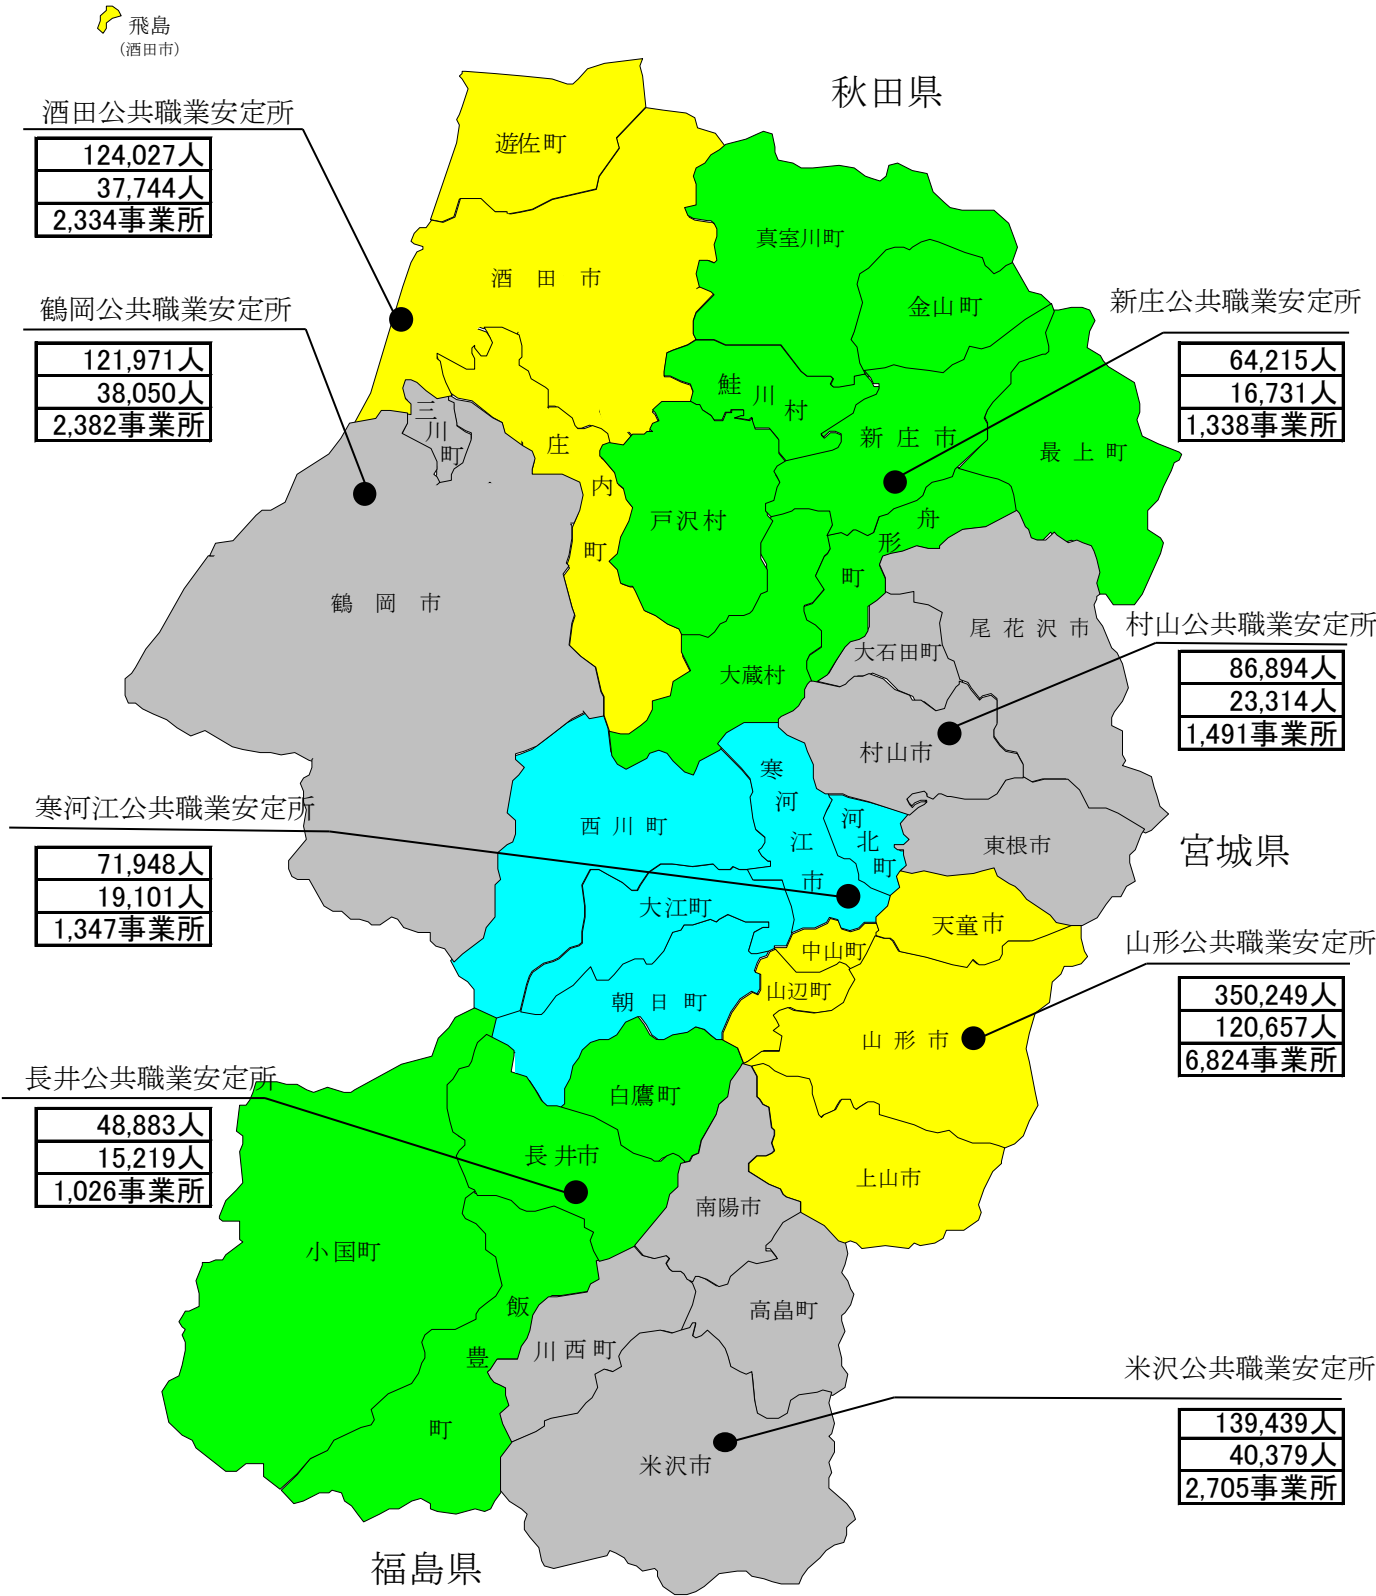 飛島
(酒田市)
秋田県
酒田公共職業安定所
124,027人
37,744人
2,334事業所
遊佐町
酒田市
真室川町
金山町
鶴岡公共職業安定所
121,971人
38,050人
2,382事業所
新庄公共職業安定所
64,215人
16,731人
1,338事業所
鮭川村
三川町
庄内町
新庄市
最上町
戸沢村
舟形町
鶴岡市
大蔵村
大石田町
尾花沢市
村山公共職業安定所
86,894人
23,314人
1,491事業所
村山市
寒河江公共職業安定所
71,948人
19,101人
1,347事業所
西川町
寒河江市
河北町
東根市
宮城県
大江町
天童市
中山町
山辺町
朝日町
山形市
山形公共職業安定所
350,249人
120,657人
6,824事業所
長井公共職業安定所
48,883人
15,219人
1,026事業所
白鷹町
長井市
上山市
南陽市
小国町
飯豊町
高畠町
川西町
米沢公共職業安定所
139,439人
40,379人
2,705事業所
米沢市
福島県